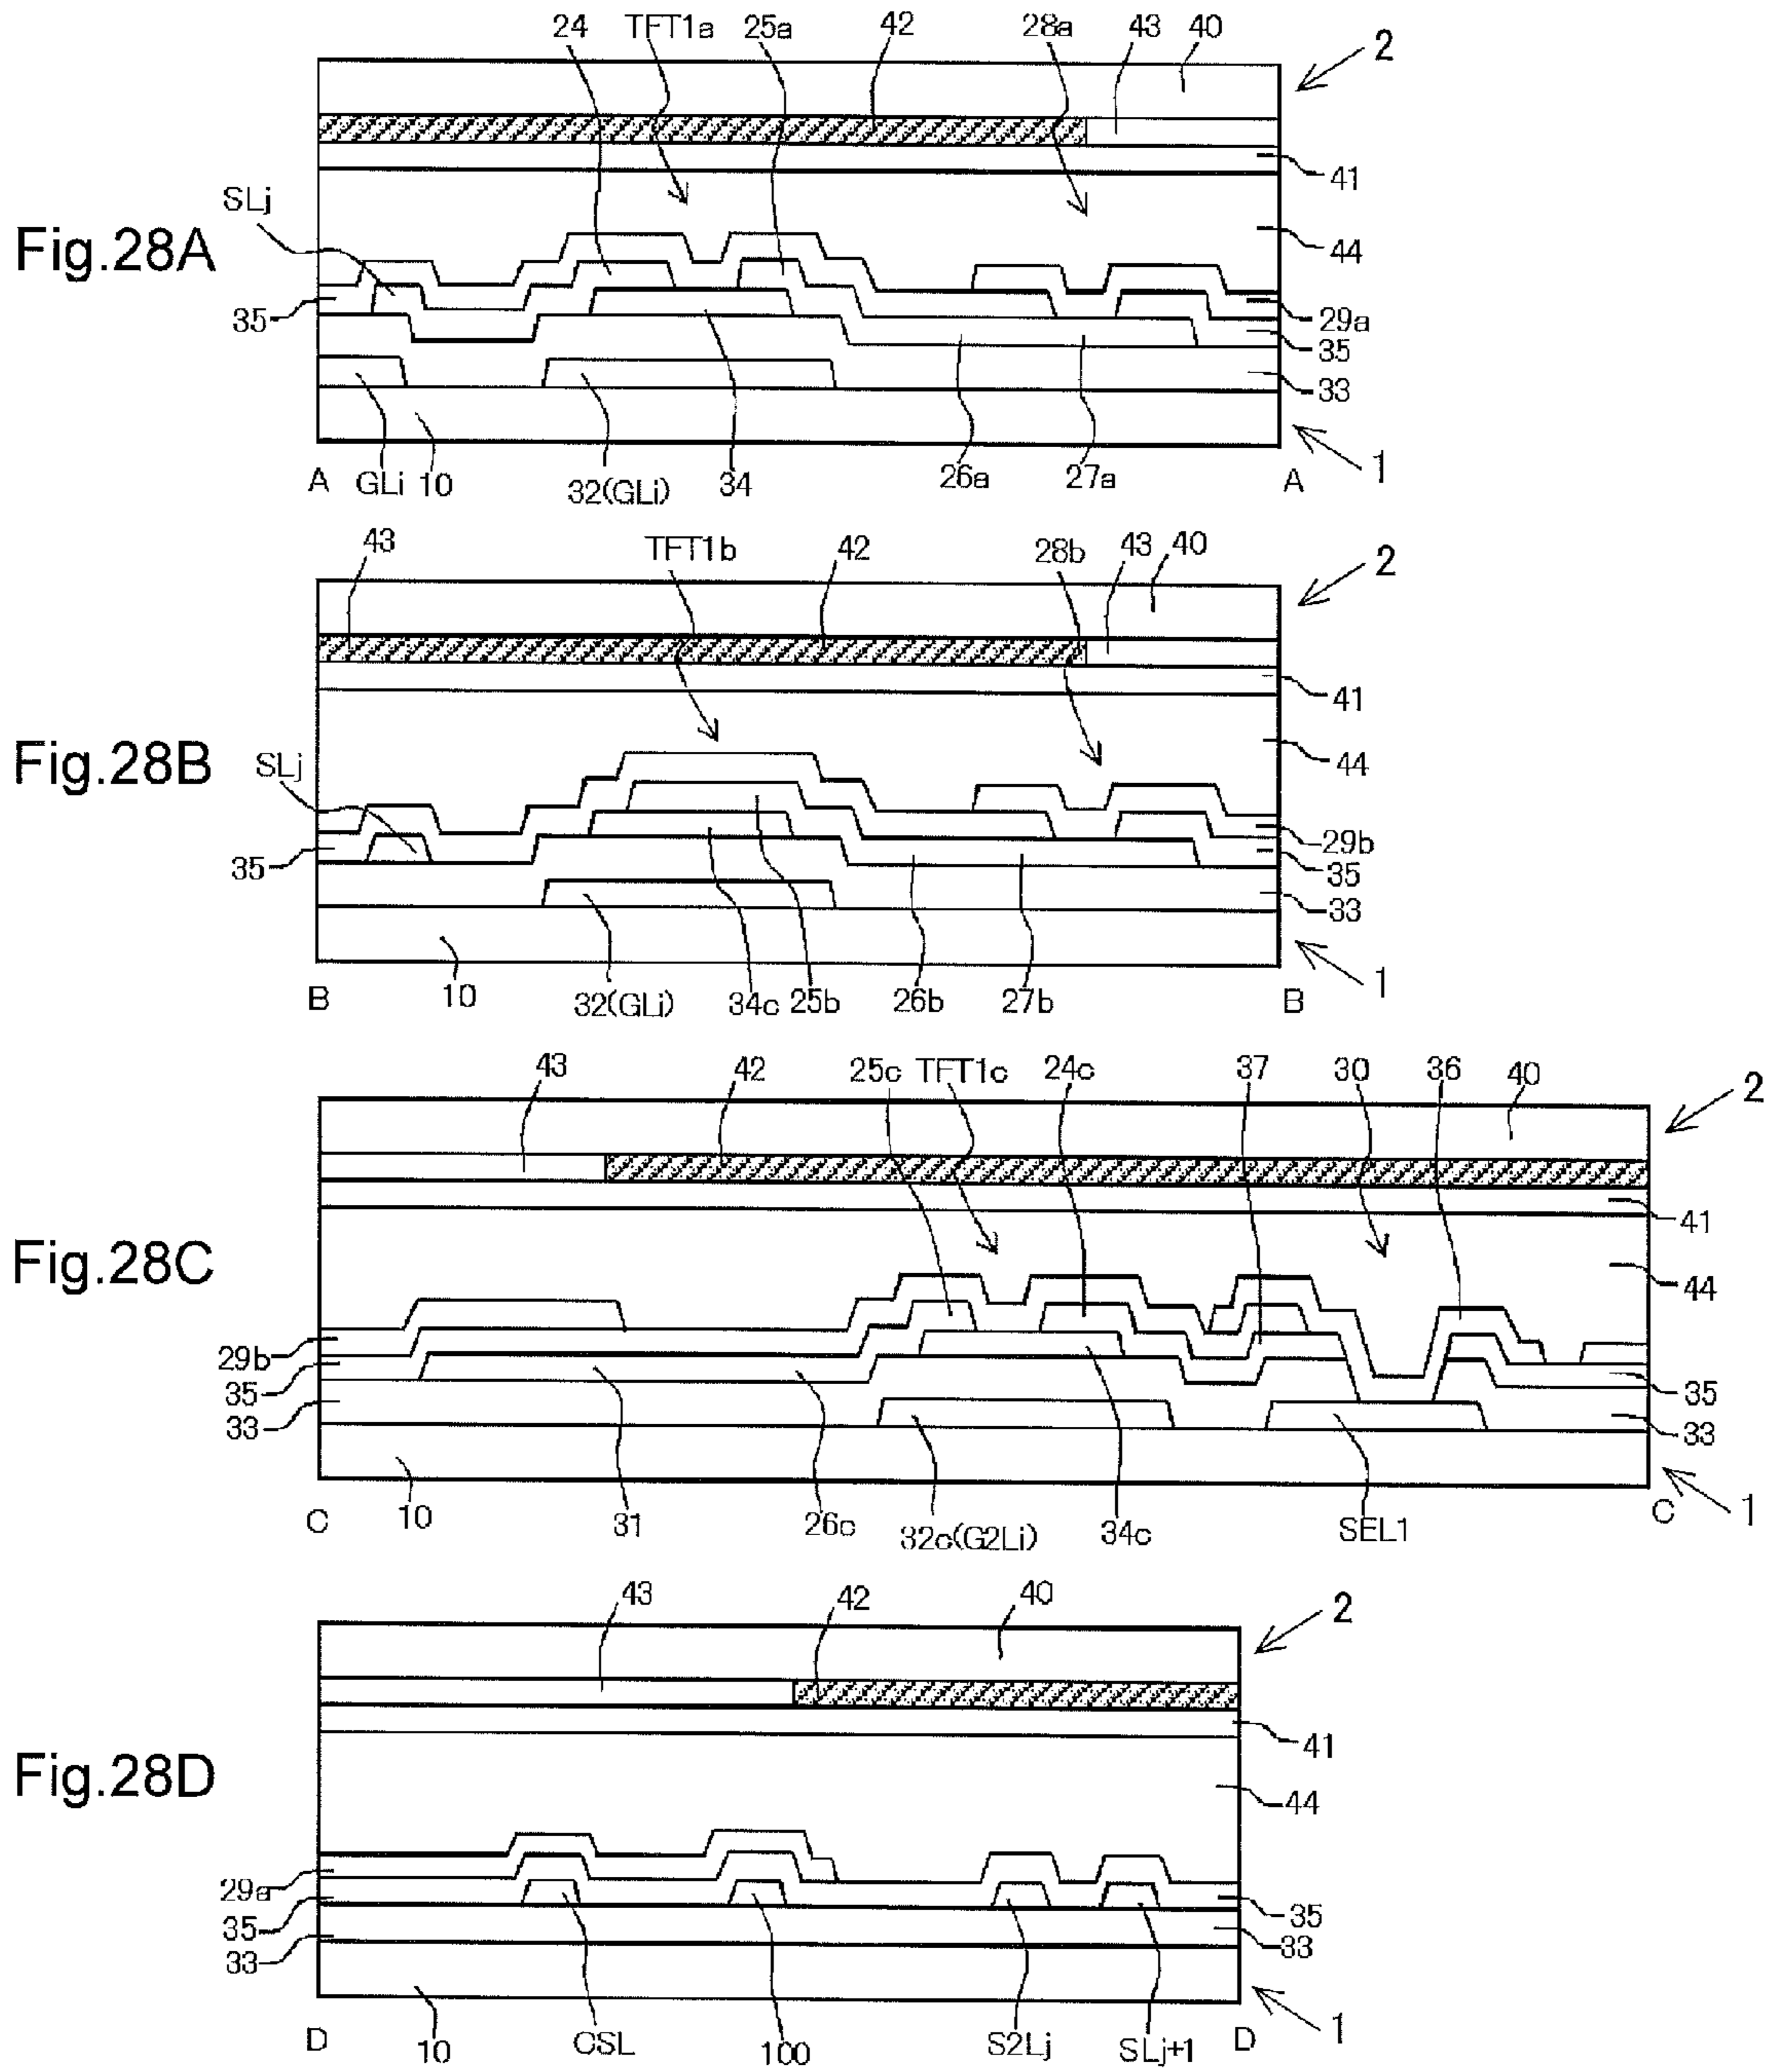 24 TFT1a 25a 42 28a 43 40 2
41
SLj
Fig.28A
44
35 29a
35
33
A GLi 10 32(GLi) 34 26a 27a A 1
43 TFT1b 42 28b 43 40 2
41
Fig.28B
SLj 44
35 29b
35
33
B 10 32(GLi) 34c 25b 26b 27b B 1
43 42 25c TFT1c 24c 37 30 36 40 2
41
Fig.28C
44
29b
35 35
33 33
C 10 31 26c 32c(G2Li) 34c SEL1 C 1
43 42 40 2
41
Fig.28D
44
29a
35 35
33 33
D 10 CSL 100 S2Lj SLj+1 D 1